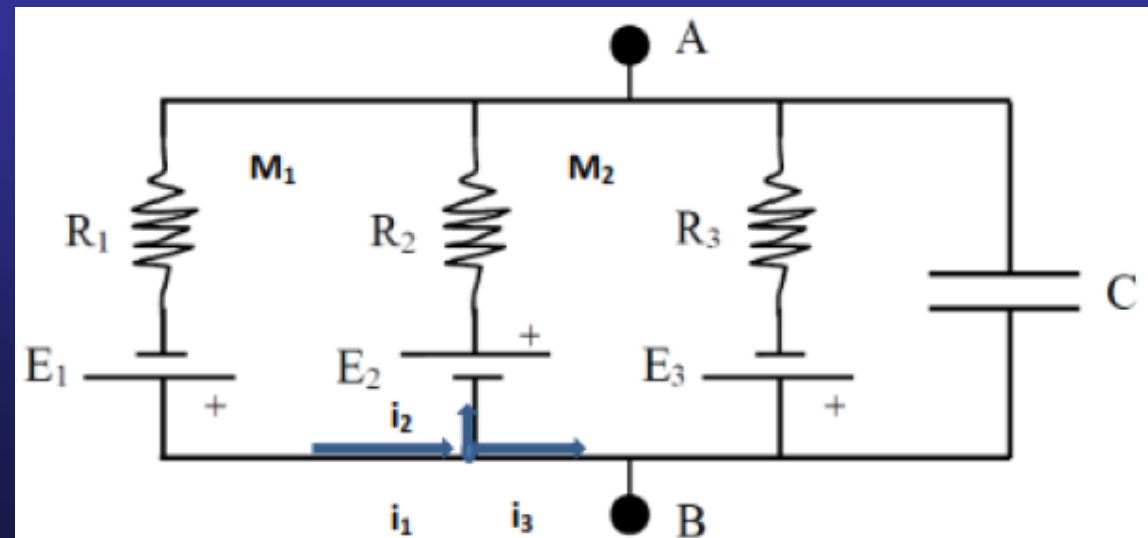 A
M₁ M₂
R₁ R₂ R₃
C
+
E₁ E₂ E₃
+ +
i₂
i₁ i₃ B